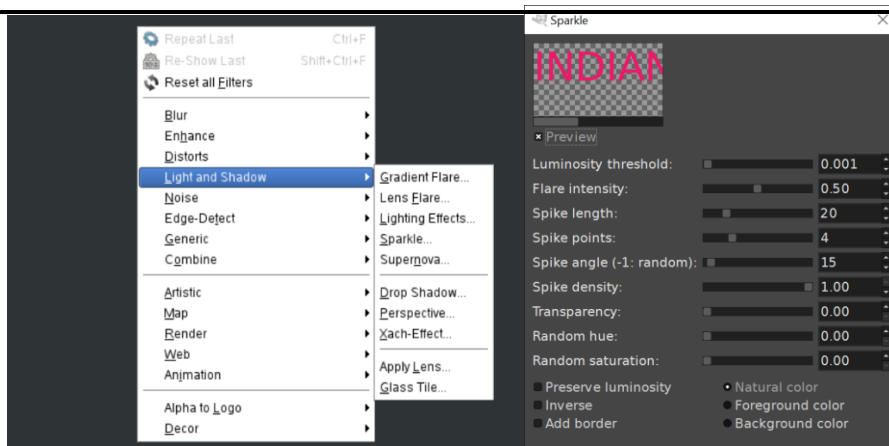 Repeat Last Ctrl+F
Re-Show Last Shift+Ctrl+F
Reset all Filters
Blur
Enhance
Distorts
Light and Shadow
Noise
Edge-Detect
Generic
Combine
Artistic
Map
Render
Web
Animation
Alpha to Logo
Decor
Gradient Flare...
Lens Flare...
Lighting Effects...
Sparkle...
Supernova...
Drop Shadow...
Perspective...
Xach-Effect...
Apply Lens...
Glass Tile...
Sparkle
INDIAN
Preview
Luminosity threshold: 0.001
Flare intensity: 0.50
Spike length: 20
Spike points: 4
Spike angle (-1: random): 15
Spike density: 1.00
Transparency: 0.00
Random hue: 0.00
Random saturation: 0.00
Preserve luminosity
Inverse
Add border
Natural color
Foreground color
Background color